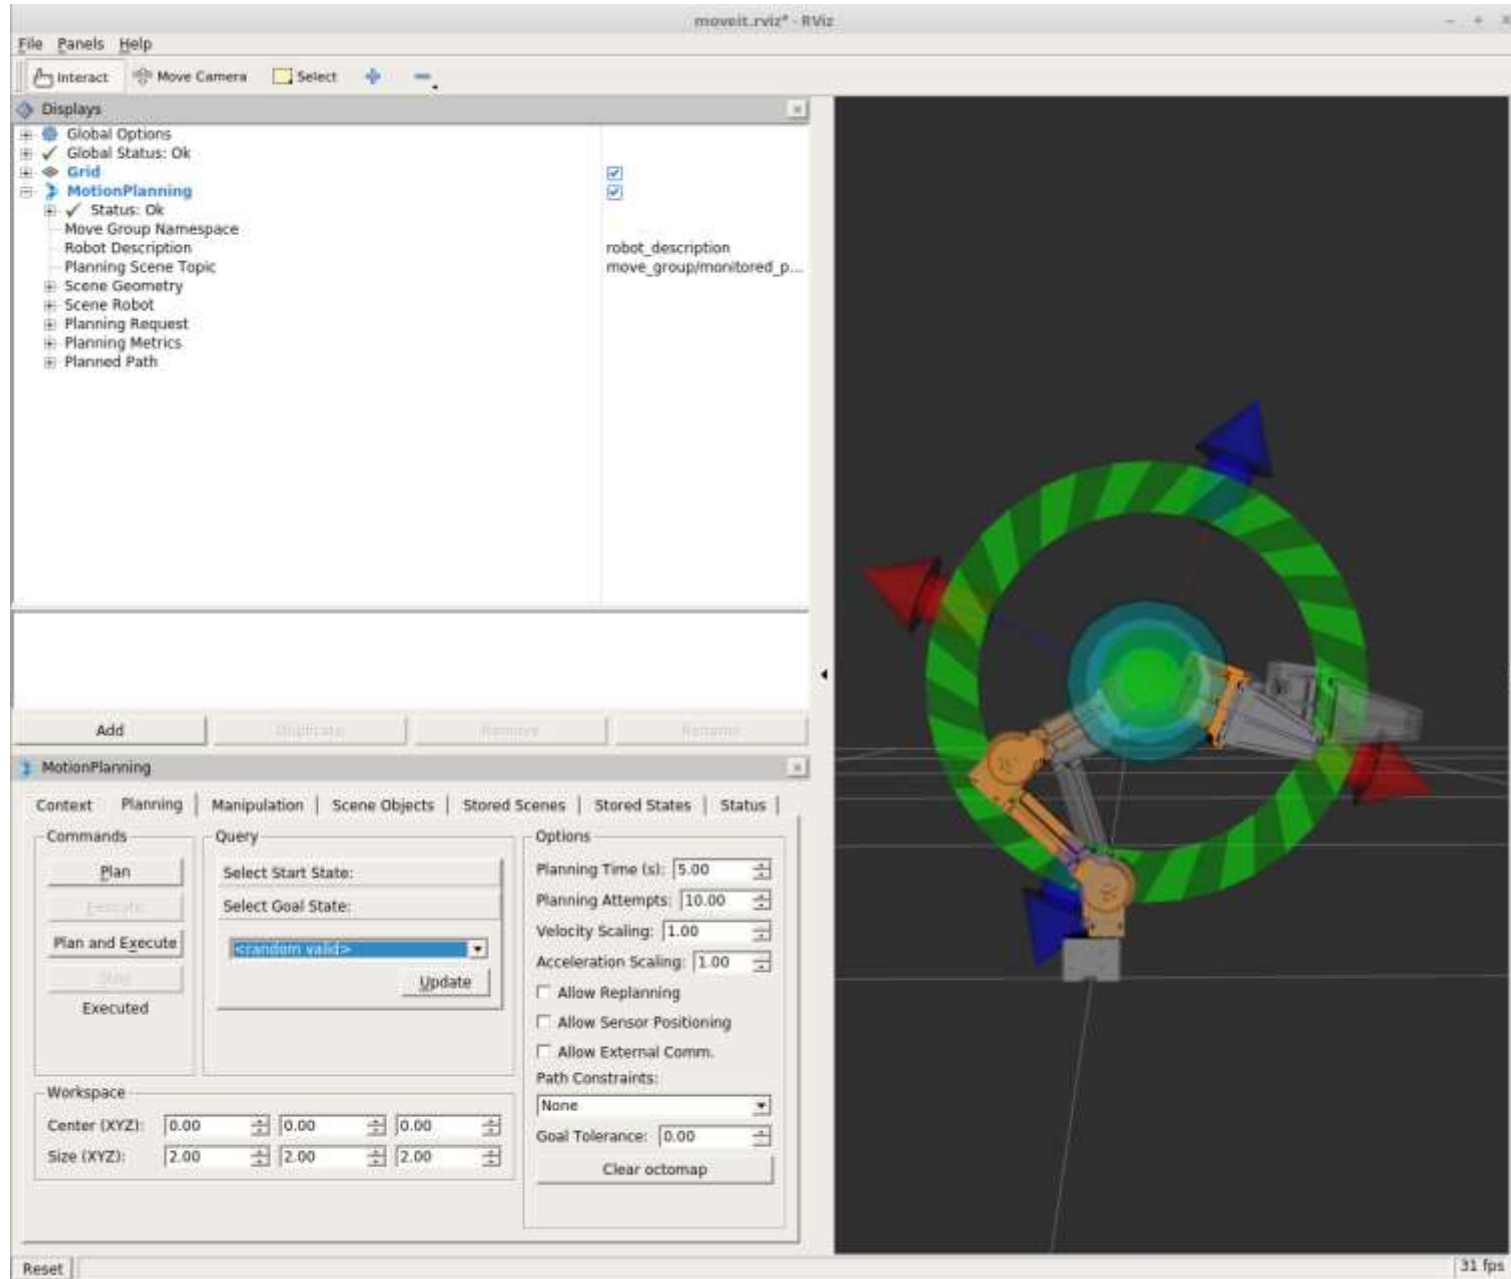 moveit.rviz* - RViz
File Panels Help
Interact Move Camera Select
Displays
Global Options
Global Status: Ok
Grid
MotionPlanning
Status: Ok
Move Group Namespace
Robot Description robot_description
Planning Scene Topic move_group/monitored_p...
Scene Geometry
Scene Robot
Planning Request
Planning Metrics
Planned Path
Add Duplicate Remove Rename
MotionPlanning
Context Planning Manipulation Scene Objects Stored Scenes Stored States Status
Commands
Plan
Execute
Plan and Execute
Stop
Executed
Query
Select Start State:
Select Goal State:
<random valid>
Update
Options
Planning Time (s): 5.00
Planning Attempts: 10.00
Velocity Scaling: 1.00
Acceleration Scaling: 1.00
Allow Replanning
Allow Sensor Positioning
Allow External Comm.
Path Constraints:
None
Goal Tolerance: 0.00
Clear octomap
Workspace
Center (XYZ): 0.00 0.00 0.00
Size (XYZ): 2.00 2.00 2.00
Reset
31 fps